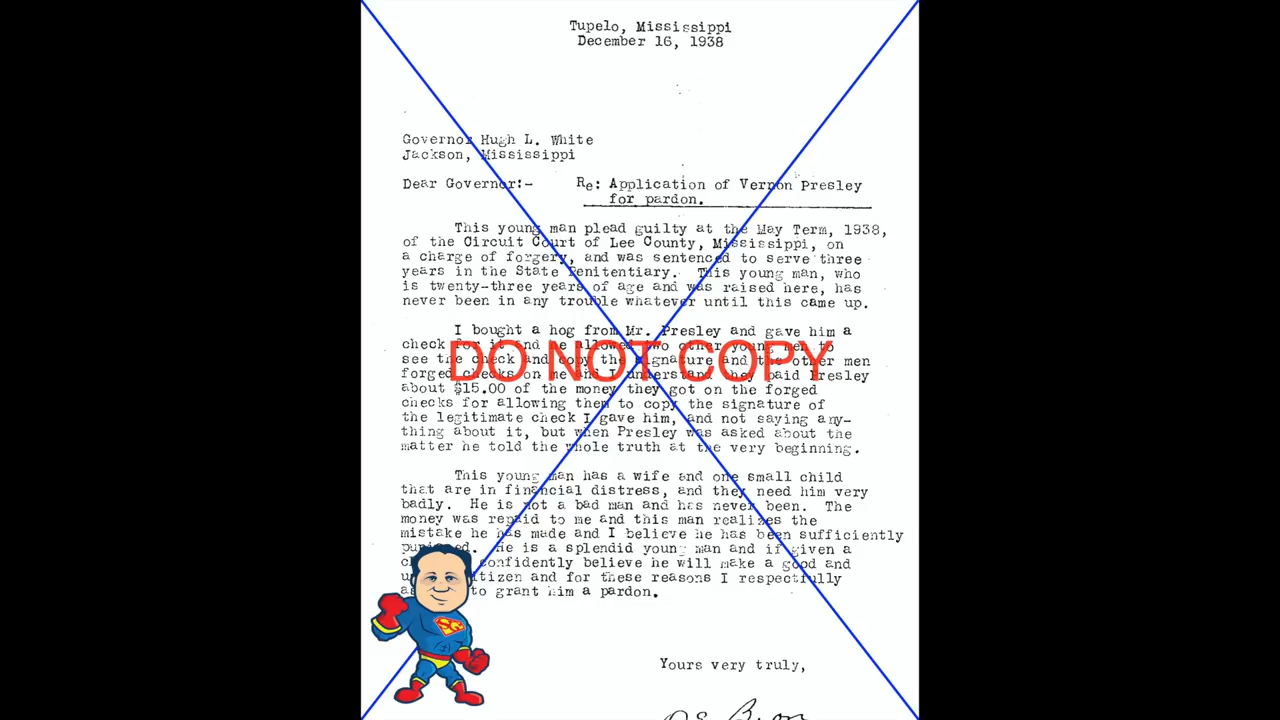 Tupelo, Mississippi
December 16, 1938
Governor Hugh L. White
Jackson, Mississippi
Dear Governor:-
Re: Application of Vernon Presley
for pardon.
This young man plead guilty at the May Term, 1938,
of the Circuit Court of Lee County, Mississippi, on
a charge of forgery, and was sentenced to serve three
years in the State Penitentiary. This young man, who
is twenty-three years of age and was raised here, has
never been in any trouble whatever until this came up.
I bought a hog from Mr. Presley and gave him a
check for it and he allowed two other young men to
see the check and copy the signature and the other men
forged checks on me and I understand they paid Presley
DO NOT COPY
about $15.00 of the money they got on the forged
checks for allowing them to copy the signature of
the legitimate check I gave him, and not saying any-
thing about it, but when Presley was asked about the
matter he told the whole truth at the very beginning.
This young man has a wife and one small child
that are in financial distress, and they need him very
badly. He is not a bad man and has never been. The
money was repaid to me and this man realizes the
mistake he has made and I believe he has been sufficiently
punished. He is a splendid young man and if given a
confidently believe he will make a good and
citizen and for these reasons I respectfully
to grant him a pardon.
SG
Yours very truly,